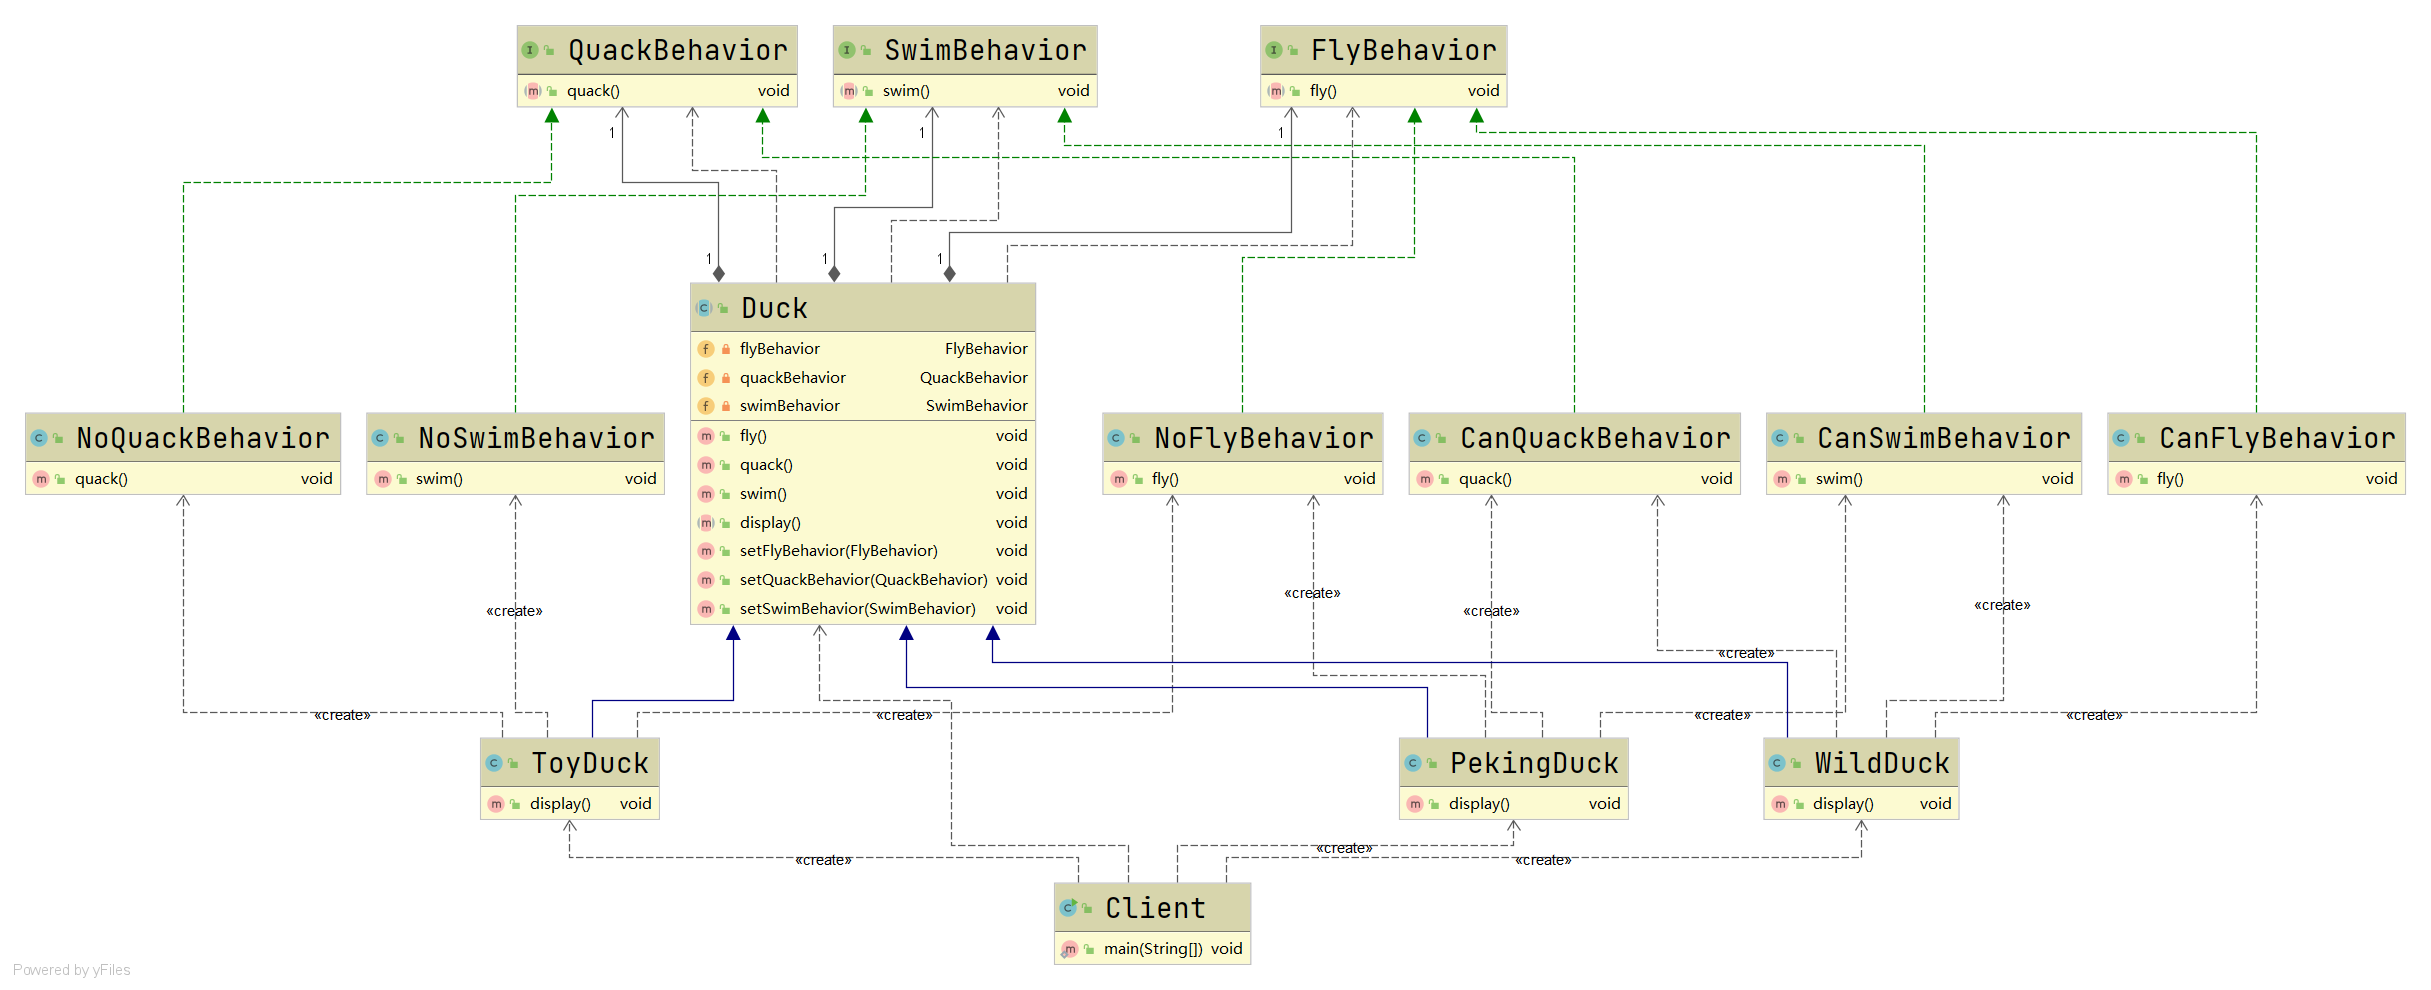 QuackBehavior
quack() void
SwimBehavior
swim() void
FlyBehavior
fly() void
1
1
1
1
1
1
Duck
flyBehavior FlyBehavior
quackBehavior QuackBehavior
swimBehavior SwimBehavior
fly() void
quack() void
swim() void
display() void
setFlyBehavior(FlyBehavior) void
setQuackBehavior(QuackBehavior) void
setSwimBehavior(SwimBehavior) void
NoQuackBehavior
quack() void
NoSwimBehavior
swim() void
NoFlyBehavior
fly() void
CanQuackBehavior
quack() void
CanSwimBehavior
swim() void
CanFlyBehavior
fly() void
«create»
«create»
«create»
«create»
«create»
«create»
«create»
«create»
«create»
ToyDuck
display() void
PekingDuck
display() void
WildDuck
display() void
«create»
«create»
«create»
Client
main(String[]) void
Powered by yFiles